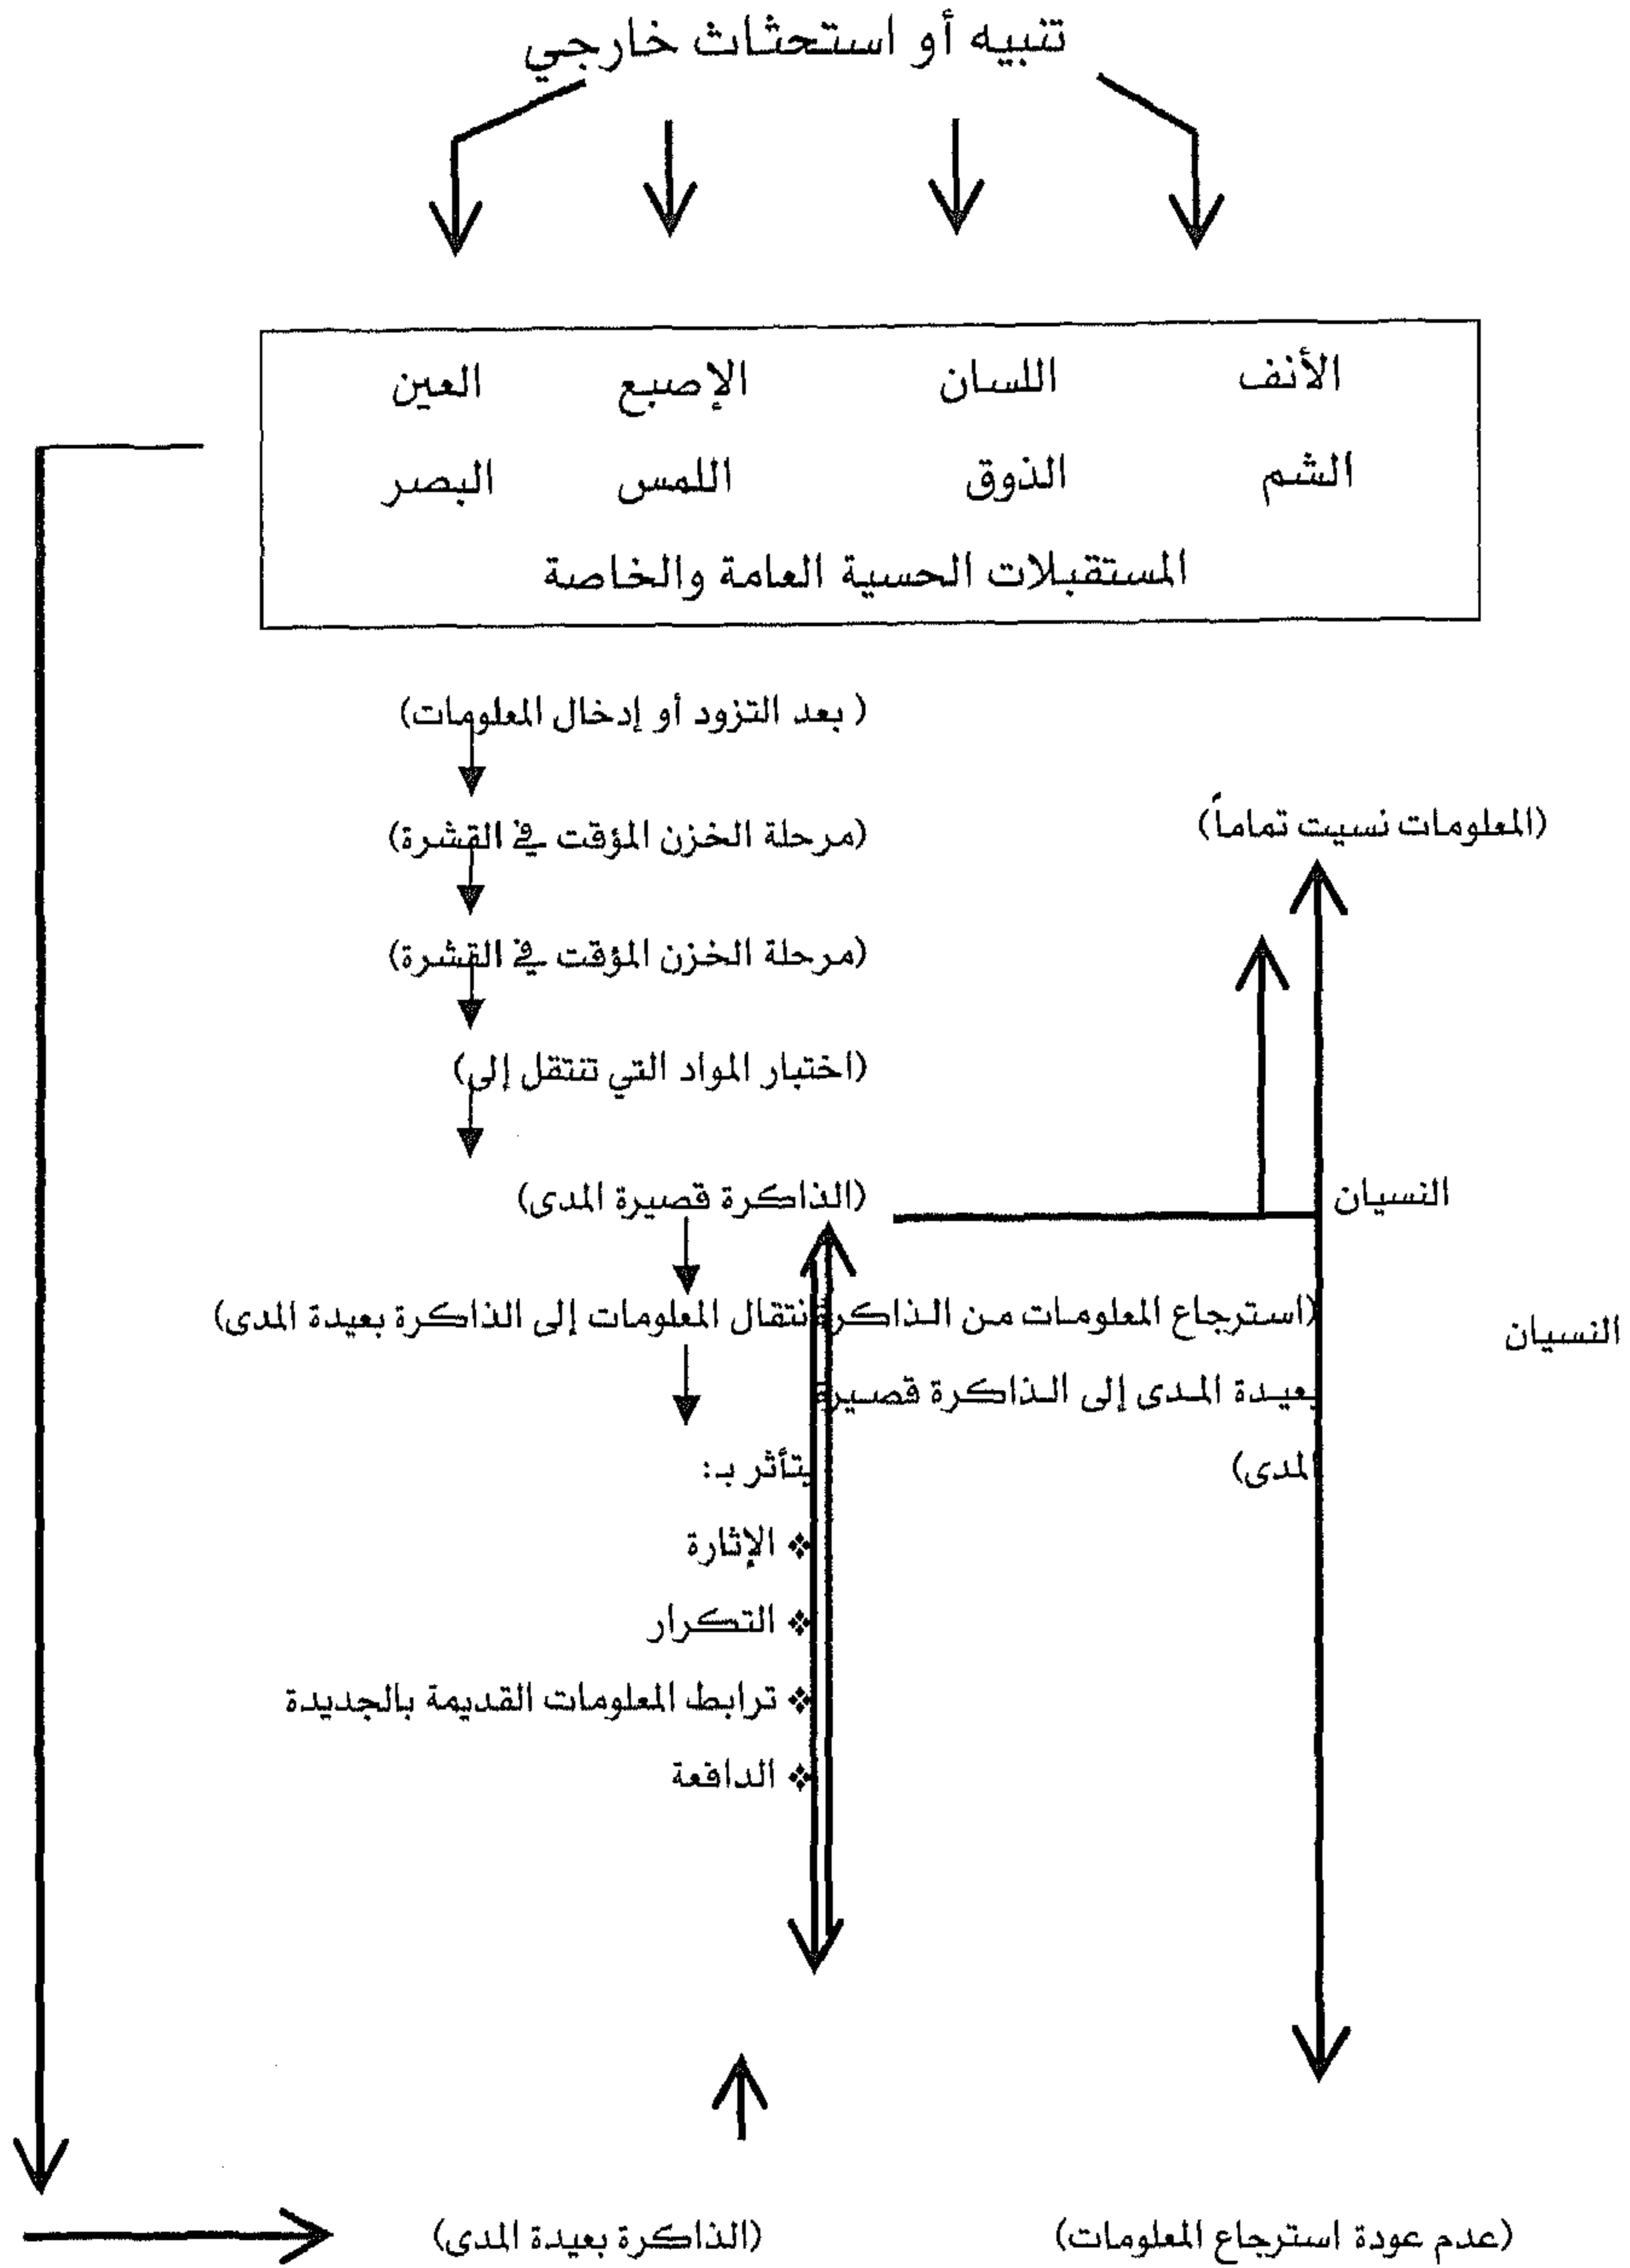 تنبيه أو استحثاث خارجي
الأنف اللسان الإصبع العين
الشم الذوق اللمس البصر
المستقبلات الحسية العامة والخاصة
( بعد التزود أو إدخال المعلومات)
(مرحلة الخزن المؤقت في القشرة)
(المعلومات نسيت تماماً)
(مرحلة الخزن المؤقت في القشرة)
(اختبار المواد التي تنتقل إلى)
(الذاكرة قصيرة المدى)
النسيان
النسيان
(استرجاع المعلومات من الذاكرة
بعيدة المدى إلى الذاكرة قصيرة
المدى)
نتقال المعلومات إلى الذاكرة بعيدة المدى)
يتأثر بـ:
❖ الإثارة
❖ التكرار
❖ ترابط المعلومات القديمة بالجديدة
❖ الدافعة
(عدم عودة استرجاع المعلومات)
(الذاكرة بعيدة المدى)